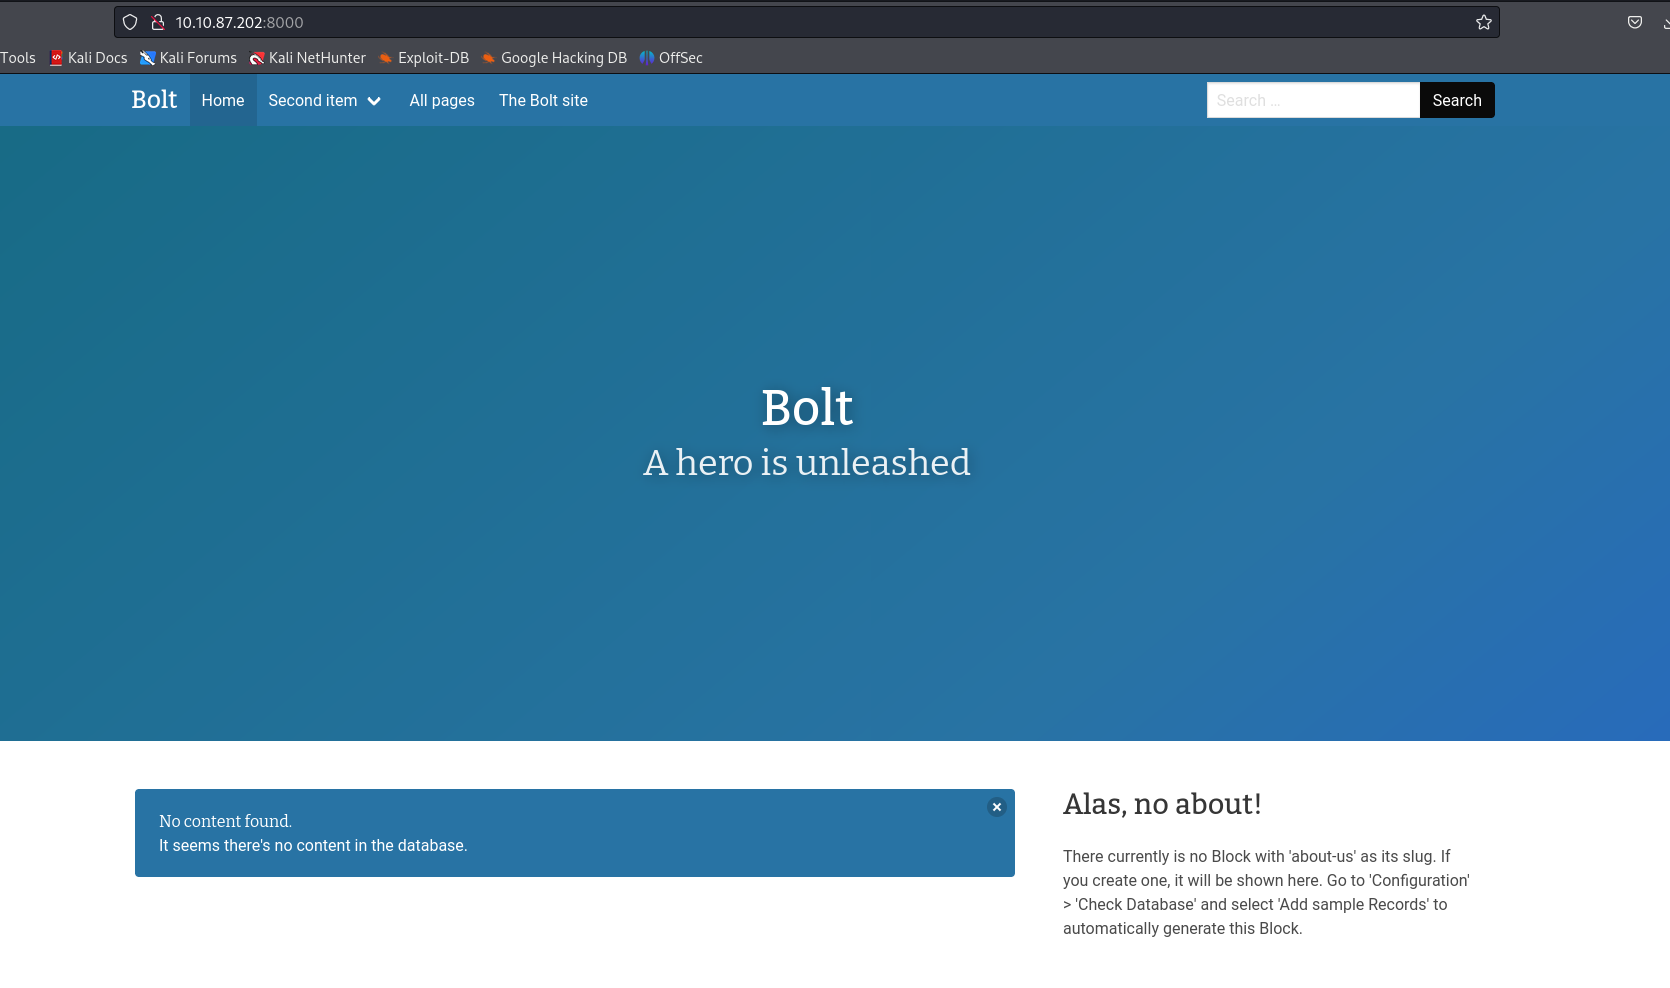 10.10.87.202:8000
Tools Kali Docs Kali Forums Kali NetHunter Exploit-DB Google Hacking DB OffSec
Bolt Home Second item All pages The Bolt site Search ... Search
Bolt
A hero is unleashed
No content found.
It seems there's no content in the database.
Alas, no about!
There currently is no Block with 'about-us' as its slug. If
you create one, it will be shown here. Go to 'Configuration'
> 'Check Database' and select 'Add sample Records' to
automatically generate this Block.